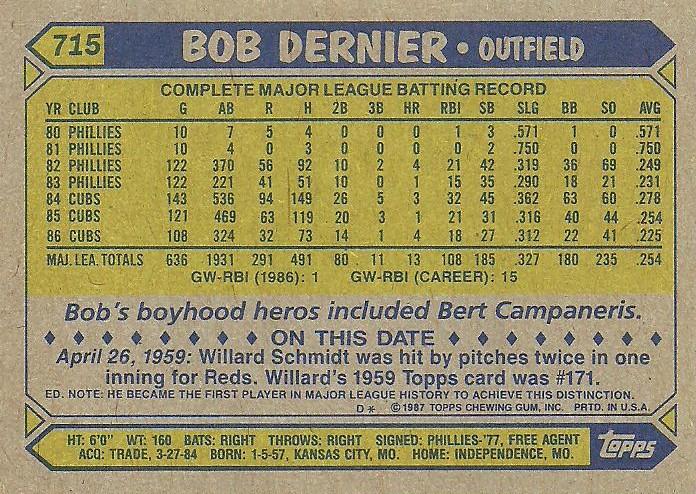 715 BOB DERNIER • OUTFIELD
COMPLETE MAJOR LEAGUE BATTING RECORD
YR CLUB G AB R H 2B 3B HR RBI SB SLG BB SO AVG
80 PHILLIES 10 7 5 4 0 0 0 1 3 .571 1 0 .571
81 PHILLIES 10 4 0 3 0 0 0 0 2 .750 0 0 .750
82 PHILLIES 122 370 56 92 10 2 4 21 42 .319 36 69 .249
83 PHILLIES 122 221 41 51 10 0 1 15 35 .290 18 21 .231
84 CUBS 143 536 94 149 26 5 3 32 45 .362 63 60 .278
85 CUBS 121 469 63 119 20 3 1 21 31 .316 40 44 .254
86 CUBS 108 324 32 73 14 1 4 18 27 .312 22 41 .225
MAJ. LEA. TOTALS 636 1931 291 491 80 11 13 108 185 .327 180 235 .254
GW-RBI (1986): 1 GW-RBI (CAREER): 15
Bob's boyhood heros included Bert Campaneris.
♦ ♦ ♦ ♦ ♦ ♦ ♦ ♦ ON THIS DATE ♦ ♦ ♦ ♦ ♦ ♦ ♦ ♦
April 26, 1959: Willard Schmidt was hit by pitches twice in one
inning for Reds. Willard's 1959 Topps card was #171.
ED. NOTE: HE BECAME THE FIRST PLAYER IN MAJOR LEAGUE HISTORY TO ACHIEVE THIS DISTINCTION.
D* © 1987 TOPPS CHEWING GUM, INC. PRTD. IN U.S.A.
HT: 6'0" WT: 160 BATS: RIGHT THROWS: RIGHT SIGNED: PHILLIES-'77, FREE AGENT
ACQ: TRADE, 3-27-84 BORN: 1-5-57, KANSAS CITY, MO. HOME: INDEPENDENCE, MO.
TOPPS